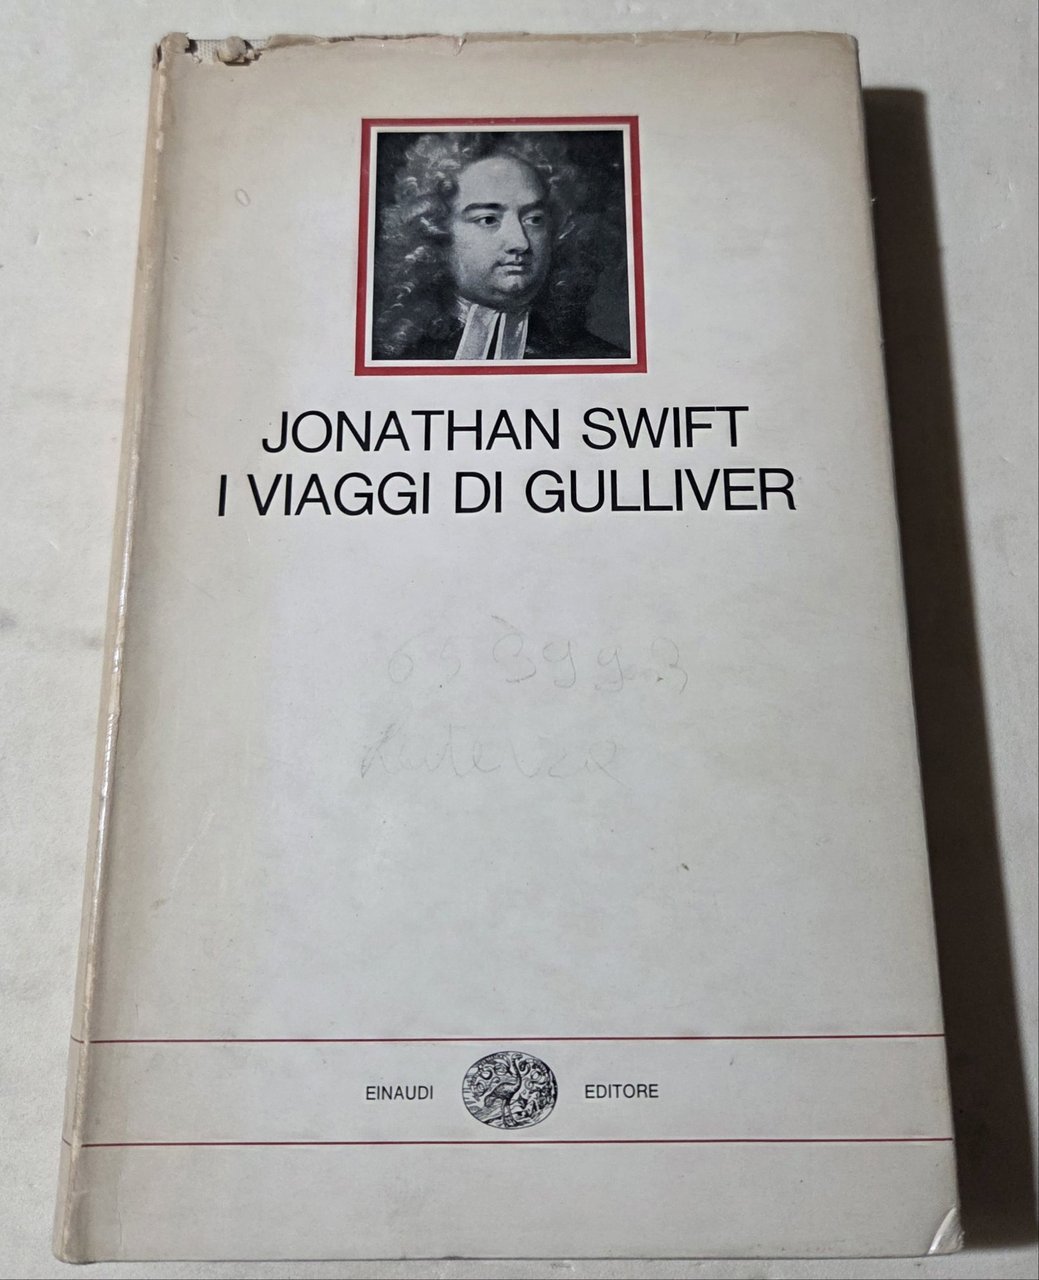 JONATHAN SWIFT
I VIAGGI DI GULLIVER
EINAUDI EDITORE